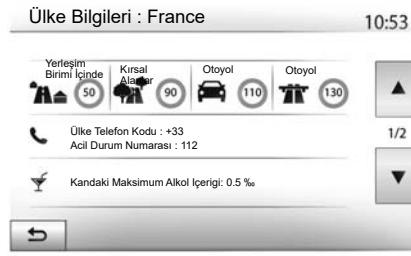 Ülke Bilgileri : France
10:53
Yerleşim
Birimi İçinde
50
Kırsal
Alanlar
90
Otoyol
110
Otoyol
130
1/2
Ülke Telefon Kodu : +33
Acil Durum Numarası : 112
Kandaki Maksimum Alkol Içerigi: 0.5 ‰